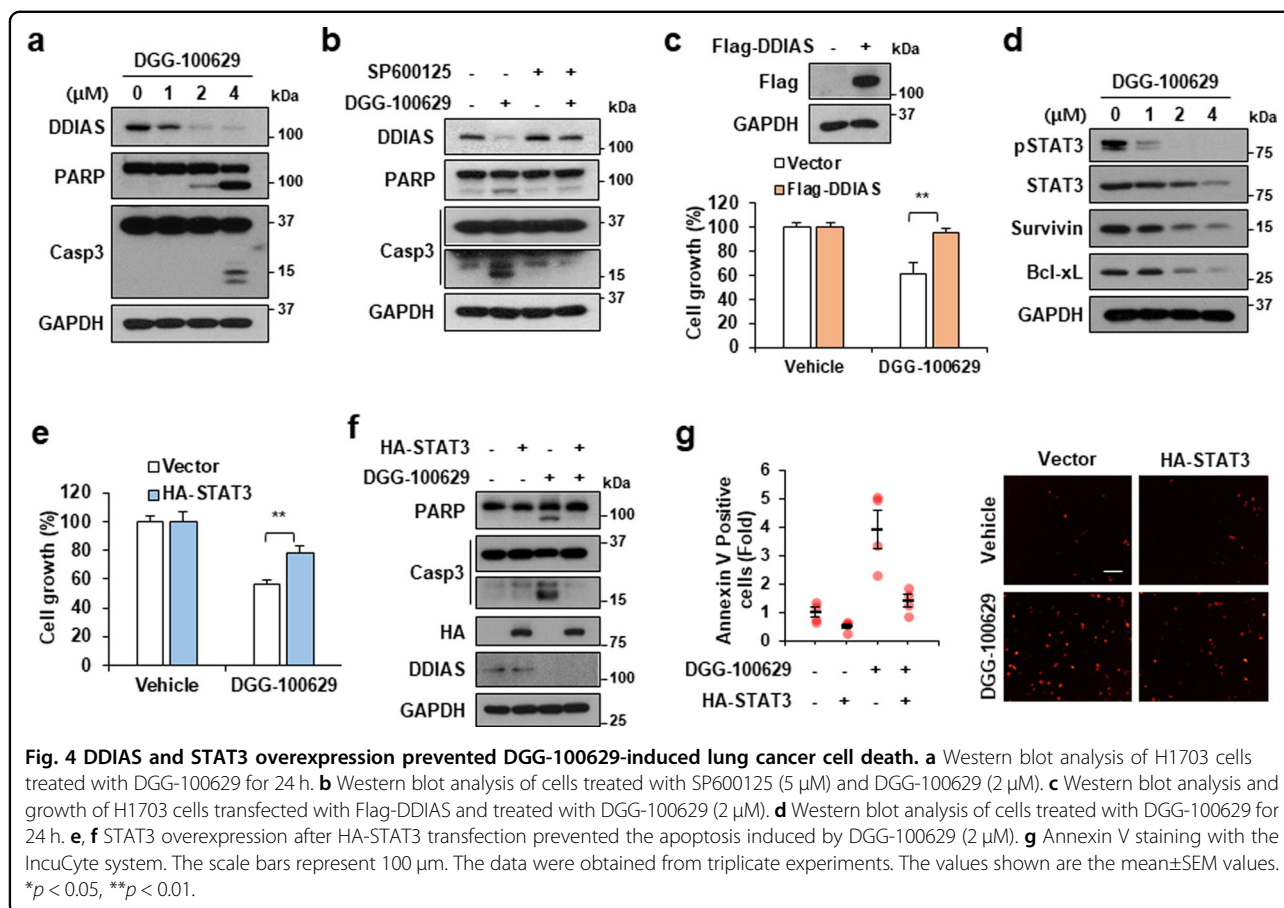 a
DGG-100629
(μM) 0 1 2 4 kDa
DDIAS
100
PARP
100
Casp3
37
15
37
GAPDH
b
SP600125 - - + +
DGG-100629 - + - + kDa
DDIAS
100
PARP
100
Casp3
37
15
GAPDH
37
c
Flag-DDIAS - + kDa
Flag
100
GAPDH
37
Vector
Flag-DDIAS
Cell growth (%)
120
100
80
60
40
20
0
**
Vehicle DGG-100629
d
DGG-100629
(μM) 0 1 2 4
kDa
pSTAT3
75
STAT3
75
Survivin
15
Bcl-xL
25
GAPDH
37
e
Vector
HA-STAT3
Cell growth (%)
120
100
80
60
40
20
0
**
Vehicle DGG-100629
f
HA-STAT3 - + - +
DGG-100629 - - + + kDa
PARP
100
Casp3
37
15
HA
75
DDIAS
100
GAPDH
25
g
Annexin V Positive
cells (Fold)
6
5
4
3
2
1
0
DGG-100629 - - + +
HA-STAT3 - + - +
Vector HA-STAT3
Vehicle
DGG-100629
Fig. 4 DDIAS and STAT3 overexpression prevented DGG-100629-induced lung cancer cell death. a Western blot analysis of H1703 cells
treated with DGG-100629 for 24 h. b Western blot analysis of cells treated with SP600125 (5 μM) and DGG-100629 (2 μM). c Western blot analysis and
growth of H1703 cells transfected with Flag-DDIAS and treated with DGG-100629 (2 μM). d Western blot analysis of cells treated with DGG-100629 for
24 h. e, f STAT3 overexpression after HA-STAT3 transfection prevented the apoptosis induced by DGG-100629 (2 μM). g Annexin V staining with the
IncuCyte system. The scale bars represent 100 μm. The data were obtained from triplicate experiments. The values shown are the mean±SEM values.
*p < 0.05, **p < 0.01.